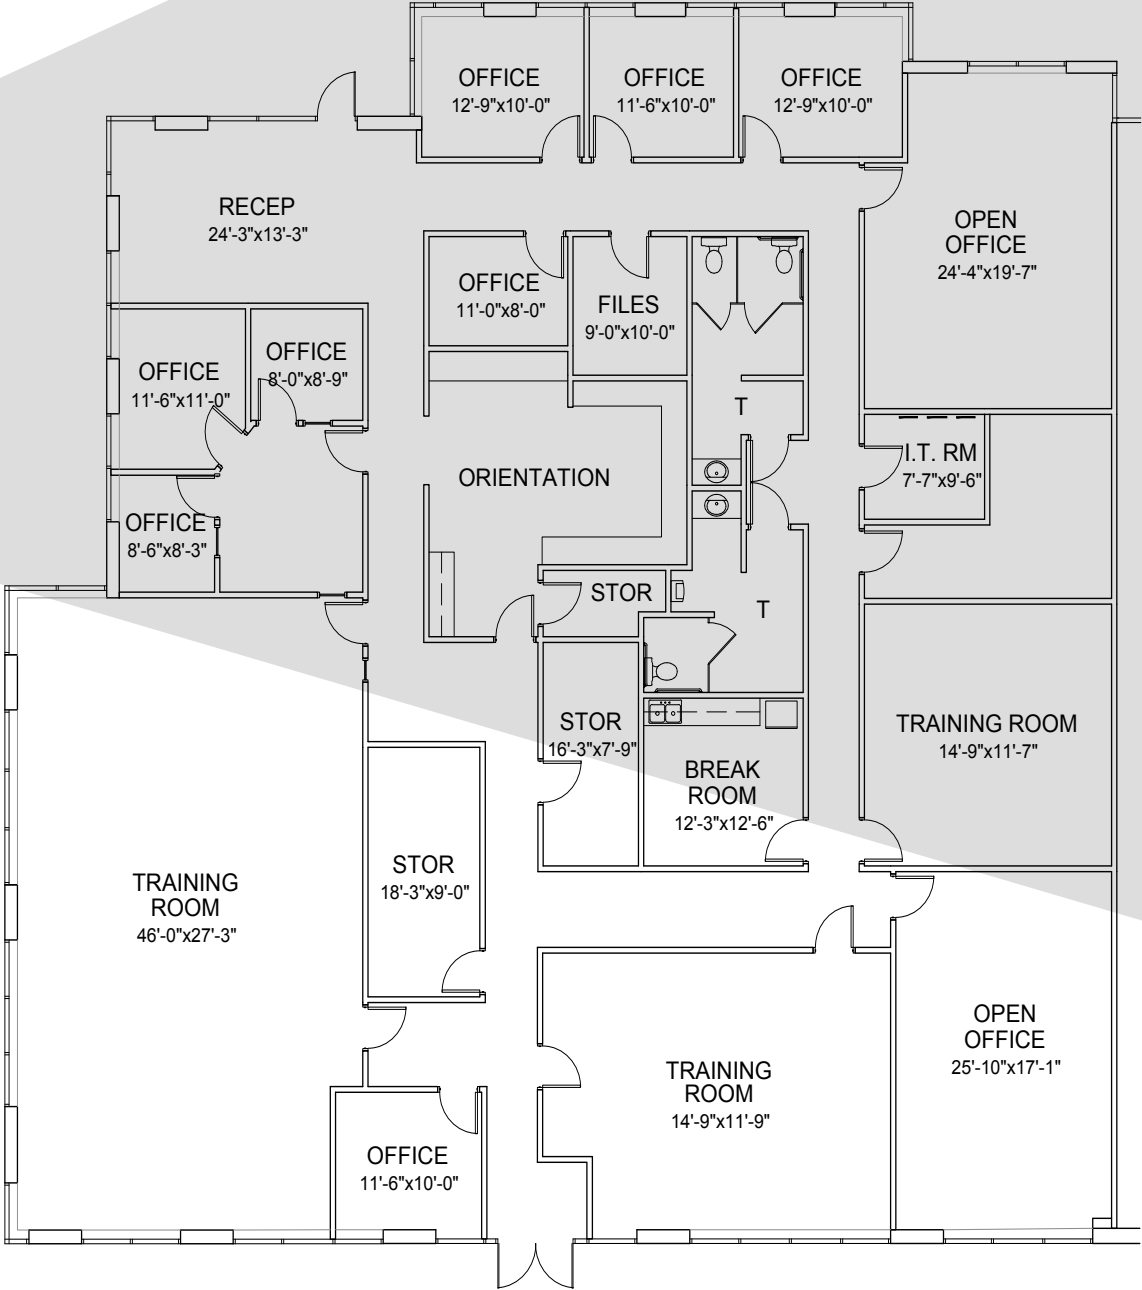 OFFICE
12'-9"x10'-0"
OFFICE
11'-6"x10'-0"
OFFICE
12'-9"x10'-0"
RECEP
24'-3"x13'-3"
OPEN
OFFICE
24'-4"x19'-7"
OFFICE
11'-0"x8'-0"
FILES
9'-0"x10'-0"
OFFICE
11'-6"x11'-0"
OFFICE
8'-0"x8'-9"
T
ORIENTATION
I.T. RM
7'-7"x9'-6"
OFFICE
8'-6"x8'-3"
STOR
T
STOR
16'-3"x7'-9"
TRAINING ROOM
14'-9"x11'-7"
BREAK
ROOM
12'-3"x12'-6"
STOR
18'-3"x9'-0"
TRAINING
ROOM
46'-0"x27'-3"
OPEN
OFFICE
25'-10"x17'-1"
TRAINING
ROOM
14'-9"x11'-9"
OFFICE
11'-6"x10'-0"